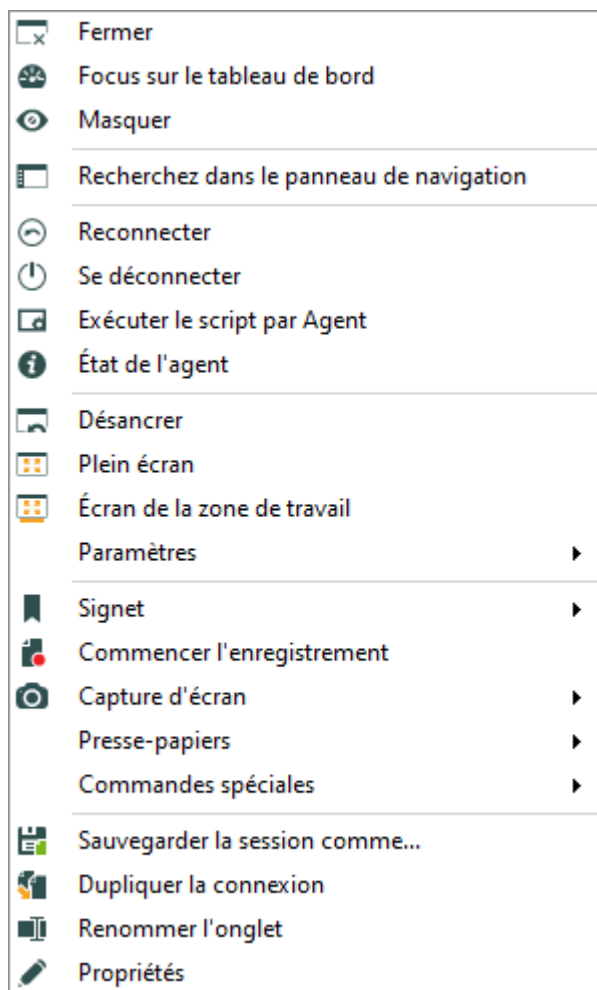 Fermer
Focus sur le tableau de bord
Masquer
Recherchez dans le panneau de navigation
Reconnecter
Se déconnecter
Exécuter le script par Agent
État de l'agent
Désancrer
Plein écran
Écran de la zone de travail
Paramètres
Signet
Commencer l'enregistrement
Capture d'écran
Presse-papiers
Commandes spéciales
Sauvegarder la session comme...
Dupliquer la connexion
Renommer l'onglet
Propriétés